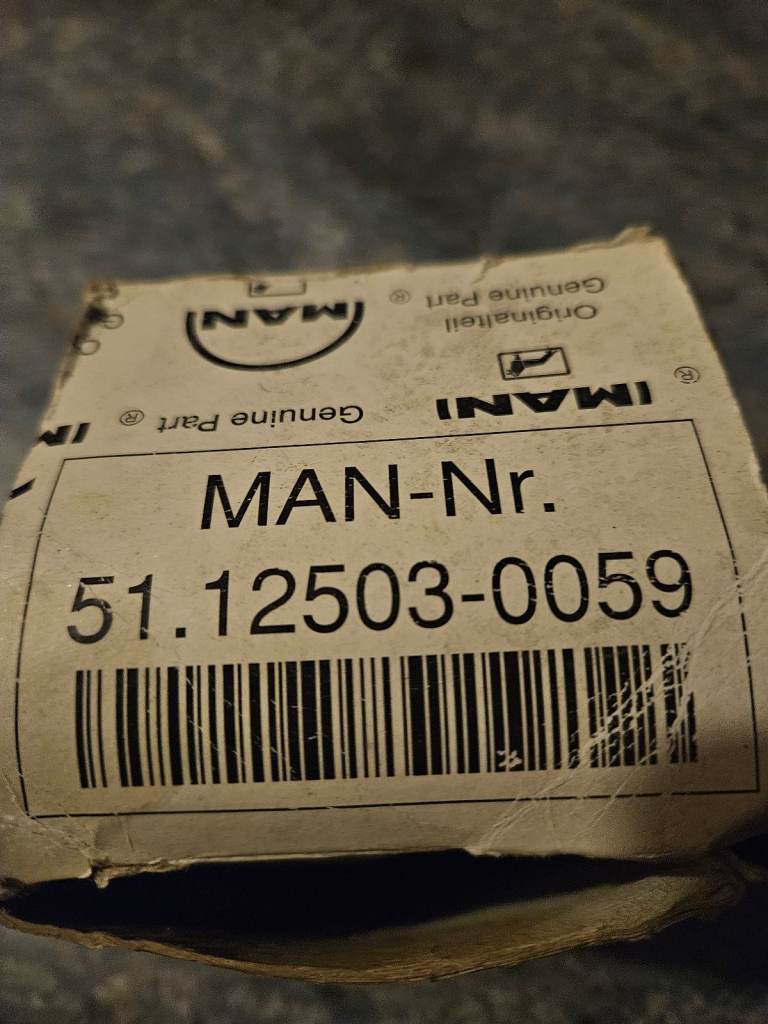 MAN
Genuine Part ®
Originalteil
Genuine Part ®
MAN ®
MAN-Nr.
51.12503-0059